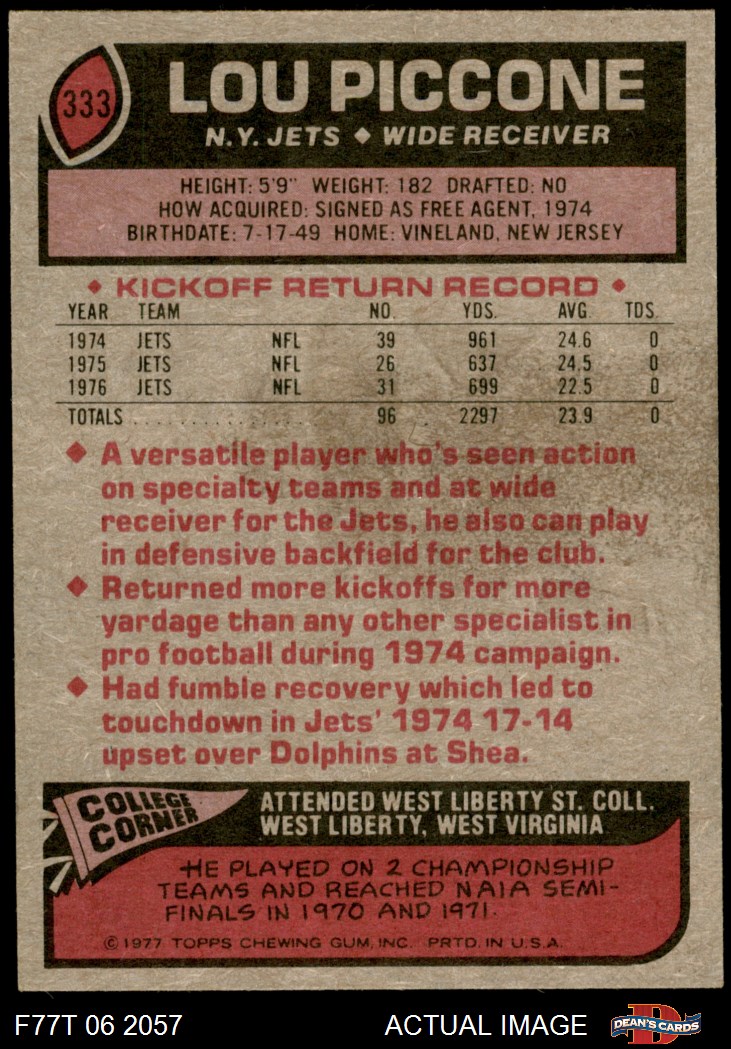 333
LOU PICCONE
N.Y. JETS ◆ WIDE RECEIVER
HEIGHT: 5'9" WEIGHT: 182 DRAFTED: NO
HOW ACQUIRED: SIGNED AS FREE AGENT, 1974
BIRTHDATE: 7-17-49 HOME: VINELAND, NEW JERSEY
◆ KICKOFF RETURN RECORD ◆
YEAR TEAM NO. YDS. AVG. TDS.
1974 JETS NFL 39 961 24.6 0
1975 JETS NFL 26 637 24.5 0
1976 JETS NFL 31 699 22.5 0
TOTALS . . . . . . . . . . . . . . . . 96 2297 23.9 0
◆ A versatile player who's seen action
on specialty teams and at wide
receiver for the Jets, he also can play
in defensive backfield for the club.
◆ Returned more kickoffs for more
yardage than any other specialist in
pro football during 1974 campaign.
◆ Had fumble recovery which led to
touchdown in Jets' 1974 17-14
upset over Dolphins at Shea.
COLLEGE
CORNER
ATTENDED WEST LIBERTY ST. COLL.
WEST LIBERTY, WEST VIRGINIA
HE PLAYED ON 2 CHAMPIONSHIP
TEAMS AND REACHED NAIA SEMI-
FINALS IN 1970 AND 1971.
© 1977 TOPPS CHEWING GUM, INC. PRTD. IN U.S.A.
F77T 06 2057 ACTUAL IMAGE
D
DEAN'S CARDS